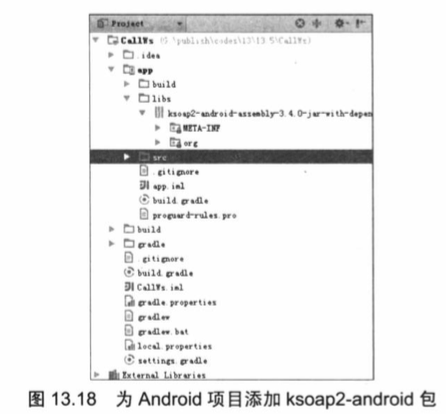 Project
CallWs (G:\publish\codes\13\13.5\CallWs)
.idea
app
build
libs
ksoap2-android-assembly-3.4.0-jar-with-depen
META-INF
org
src
.gitignore
app.iml
build.gradle
proguard-rules.pro
build
gradle
.gitignore
build.gradle
CallWs.iml
gradle.properties
gradlew
gradlew.bat
local.properties
settings.gradle
External Libraries
图 13.18 为 Android 项目添加 ksoap2-android 包